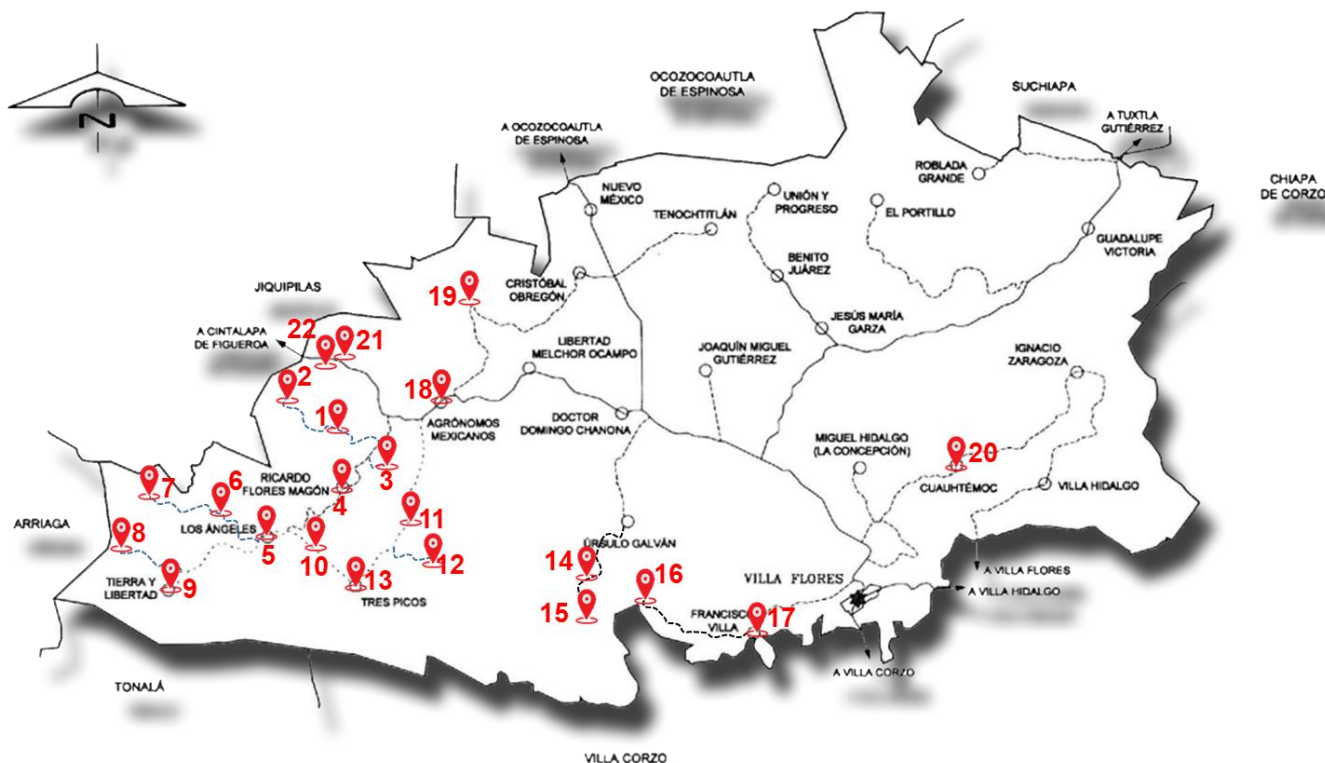 OCOZOCOAUTLA
DE ESPINOSA
SUCHIAPA
A OCOZOCOAUTLA
DE ESPINOSA
A TUXTLA
GUTIÉRREZ
ROBLADA
GRANDE
CHIAPA
DE CORZO
N
NUEVO
MÉXICO
UNIÓN Y
PROGRESO
TENOCHTITLÁN
EL PORTILLO
GUADALUPE
VICTORIA
BENITO
JUÁREZ
CRISTÓBAL
OBREGÓN
JIQUIPILAS
19
A CINTALAPA
DE FIGUEROA
22
21
JESÚS MARÍA
GARZA
LIBERTAD
MELCHOR OCAMPO
JOAQUÍN MIGUEL
GUTIÉRREZ
IGNACIO
ZARAGOZA
2
18
1
AGRÓNOMOS
MEXICANOS
DOCTOR
DOMINGO CHANONA
MIGUEL HIDALGO
(LA CONCEPCIÓN)
20
3
RICARDO
FLORES MAGÓN
4
CUAUHTÉMOC
VILLA HIDALGO
7
6
ARRIAGA
LOS ÁNGELES
11
8
5
10
12
ÚRSULO GALVÁN
14
A VILLA FLORES
A VILLA HIDALGO
TIERRA Y
LIBERTAD
9
13
TRES PICOS
16
VILLA FLORES
15
FRANCISCO
VILLA
17
A VILLA CORZO
TONALÁ
VILLA CORZO